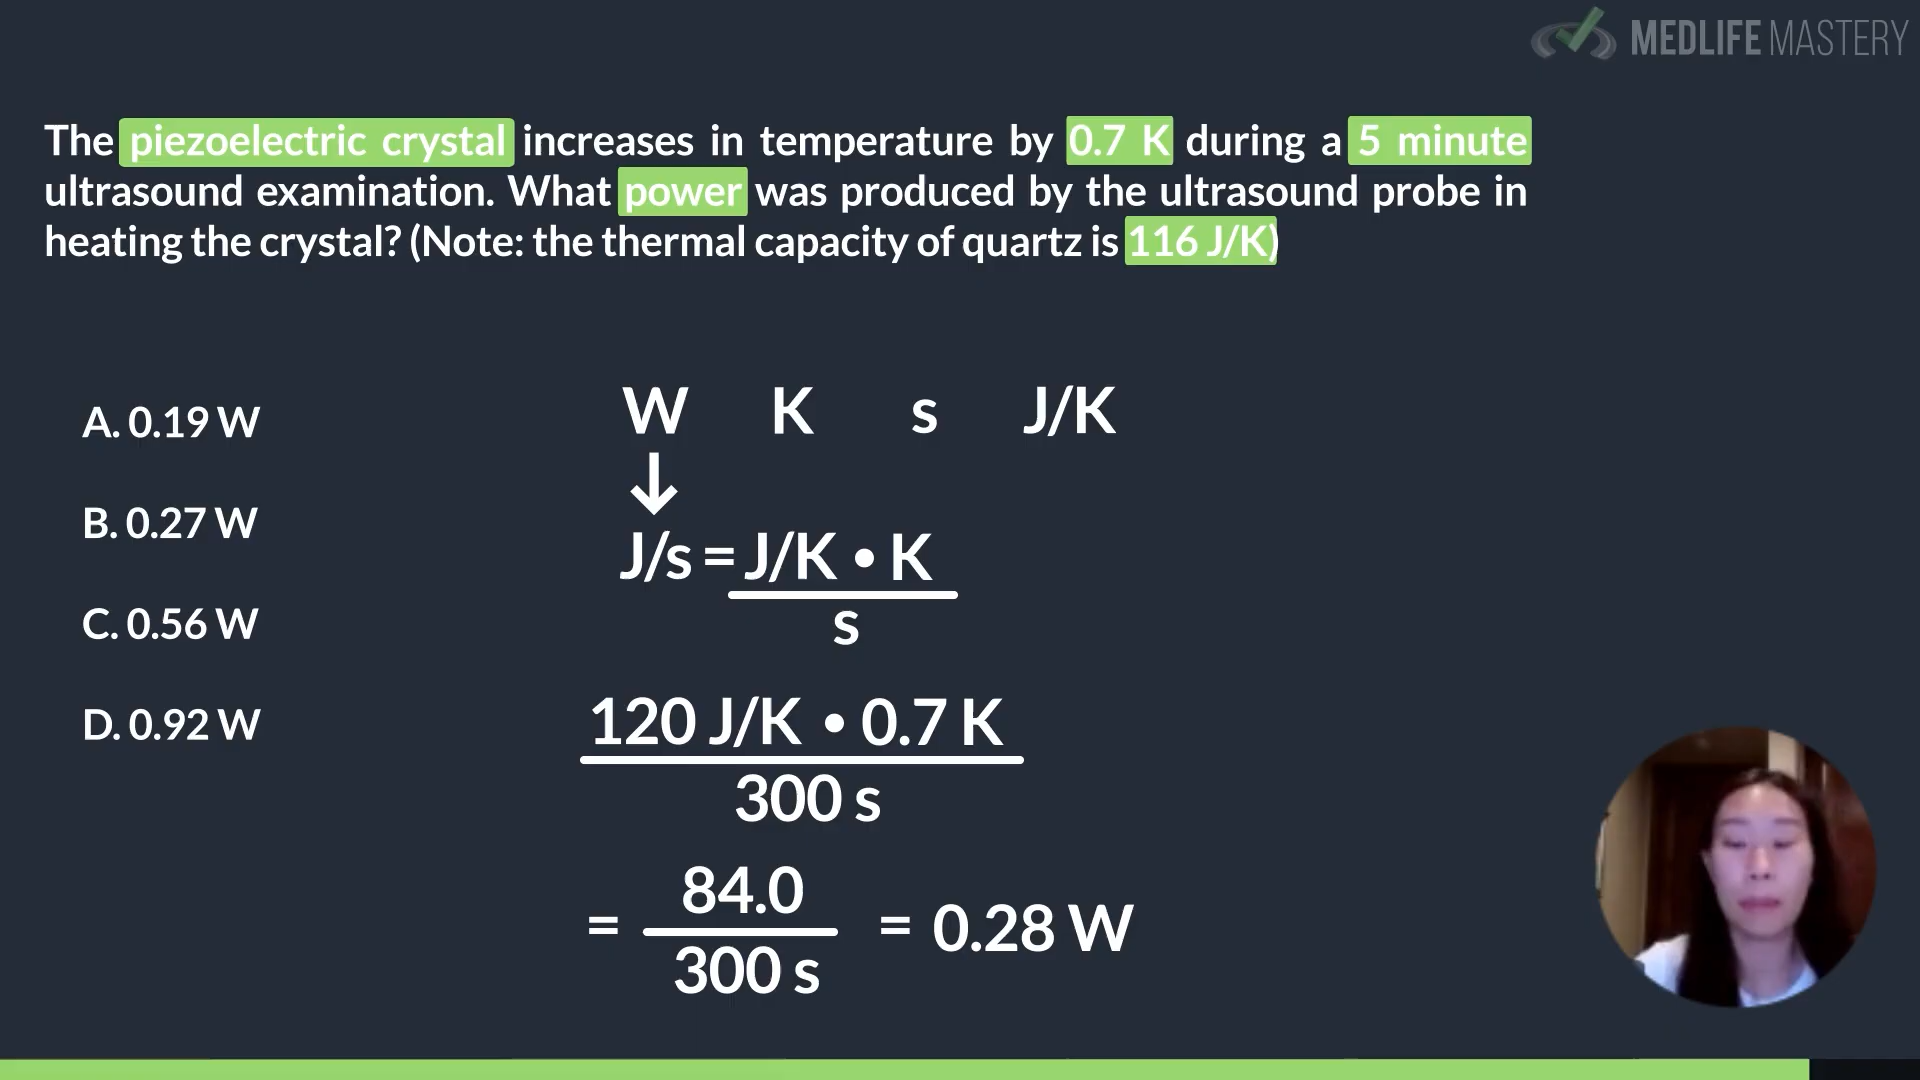 MEDLIFE MASTERY
The piezoelectric crystal increases in temperature by 0.7 K during a 5 minute
ultrasound examination. What power was produced by the ultrasound probe in
heating the crystal? (Note: the thermal capacity of quartz is 116 J/K)
A. 0.19 W
B. 0.27 W
C. 0.56 W
D. 0.92 W
W K s J/K
↓
J/s = J/K • K
s
120 J/K • 0.7 K
300 s
84.0
= = 0.28 W
300 s